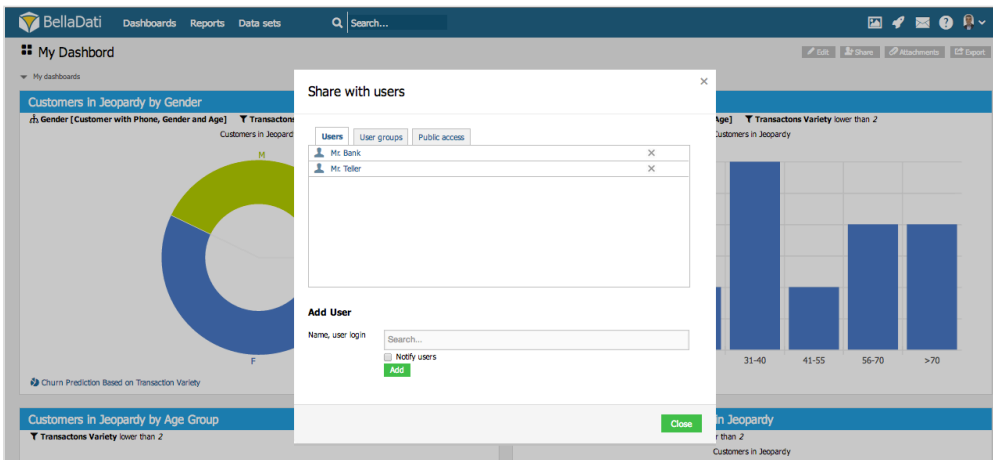 BellaDati Dashboards Reports Data sets Search...
My Dashbord
Edit Share Attachments Export
My dashboards
Customers in Jeopardy by Gender
Gender [Customer with Phone, Gender and Age] Transactons
Customers in Jeopard
M
F
Churn Prediction Based on Transaction Variety
Share with users
Users User groups Public access
Mr. Bank
Mr. Teller
Add User
Name, user login Search...
Notify users
Add
Close
Age] Transactons Variety lower than 2
Customers in Jeopardy
31-40 41-55 56-70 >70
Customers in Jeopardy by Age Group
Transactons Variety lower than 2
in Jeopardy
r than 2
Customers in Jeopardy